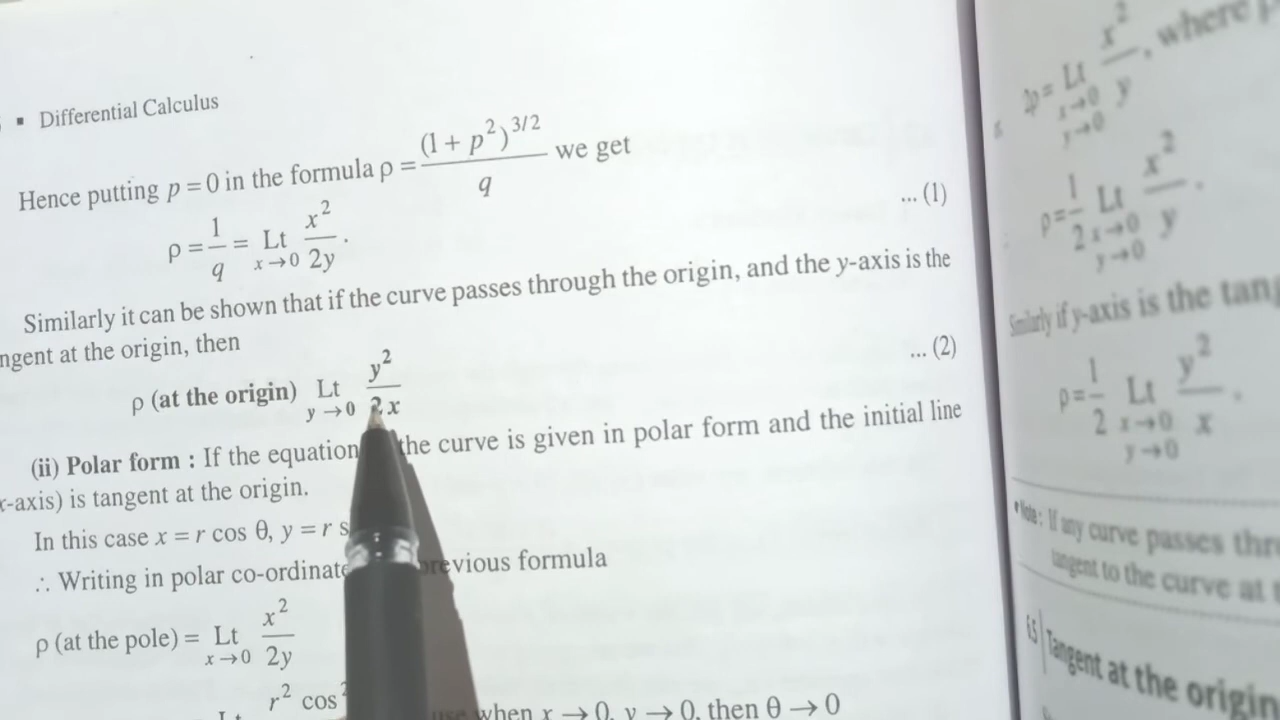 ▪ Differential Calculus
Hence putting p = 0 in the formula ρ = (1 + p²)^3/2 / q we get
ρ = 1/q = Lt x→0 x²/2y. ... (1)
Similarly it can be shown that if the curve passes through the origin, and the y-axis is the
ngent at the origin, then
ρ (at the origin) Lt y→0 y²/2x ... (2)
(ii) Polar form : If the equation the curve is given in polar form and the initial line
x-axis) is tangent at the origin.
In this case x = r cos θ, y = r s
∴ Writing in polar co-ordinate previous formula
ρ (at the pole) = Lt x→0 x²/2y
Lt r² cos² when x → 0, y → 0, then θ → 0
2ρ = Lt x→0 y→0 x²/y, where
ρ = 1/2 Lt x→0 y→0 x²/y.
Similarly if y-axis is the tang
ρ = 1/2 Lt x→0 y→0 y²/x.
Note : If any curve passes thr
tangent to the curve at
6.5 Tangent at the origin